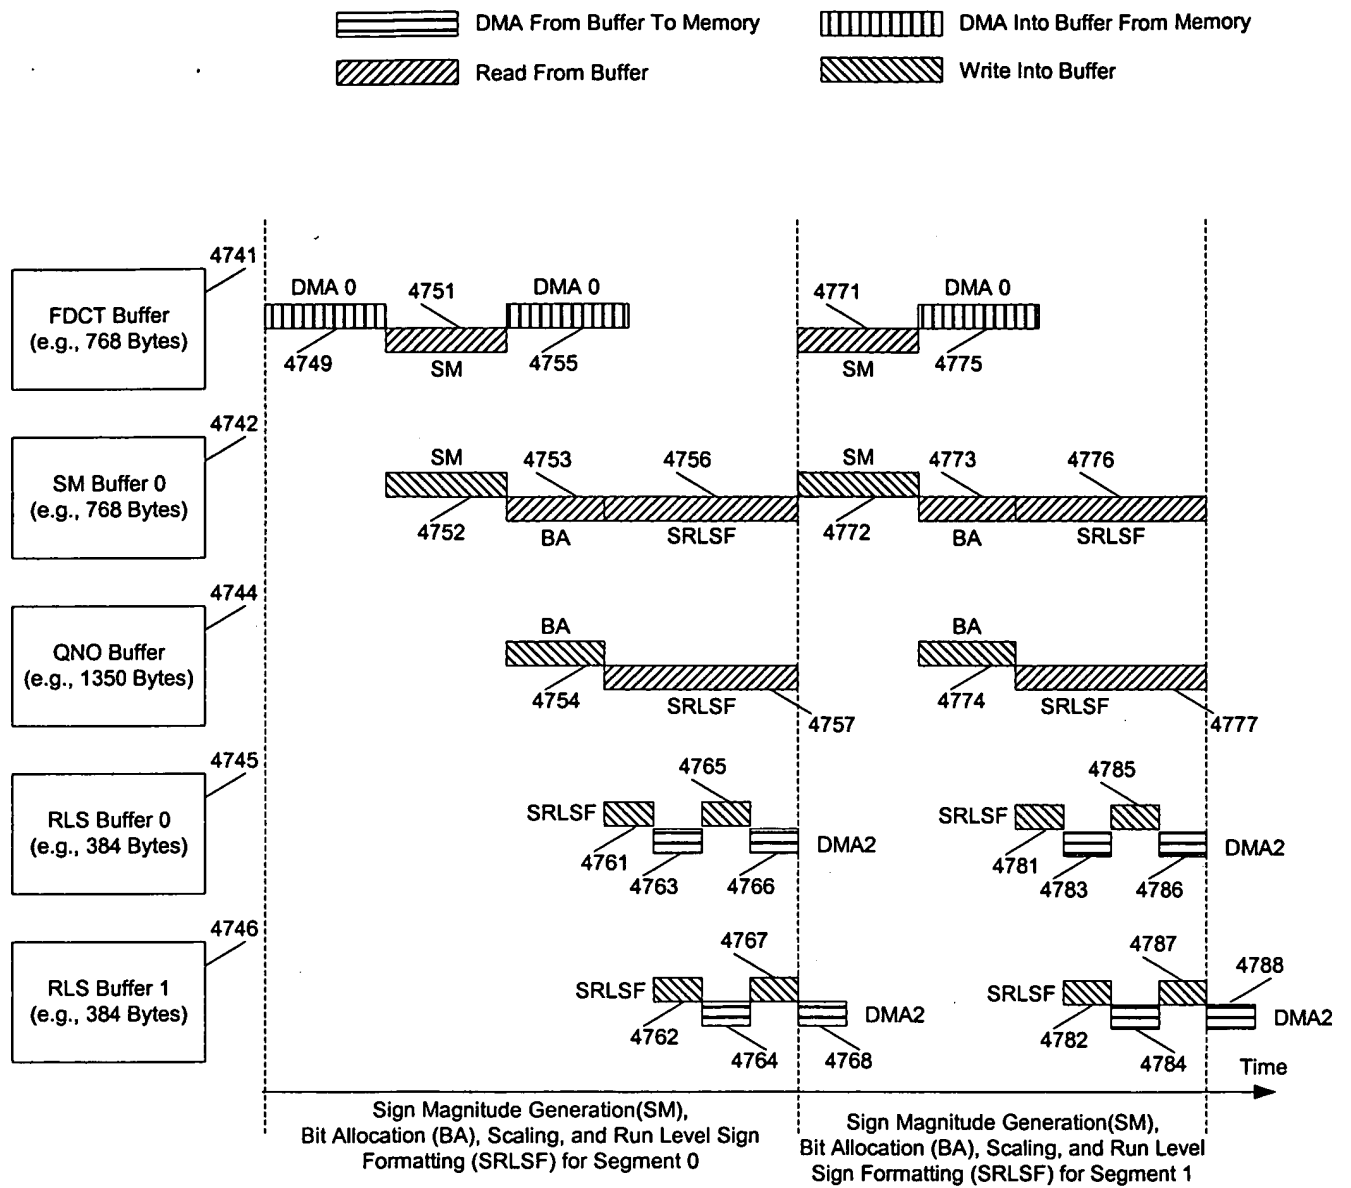 DMA From Buffer To Memory
DMA Into Buffer From Memory
Read From Buffer
Write Into Buffer
4741
FDCT Buffer
(e.g., 768 Bytes)
DMA 0
4751
DMA 0
4771
DMA 0
4749
SM
4755
SM
4775
4742
SM Buffer 0
(e.g., 768 Bytes)
SM
4753
4756
SM
4773
4776
4752
BA
SRLSF
4772
BA
SRLSF
4744
QNO Buffer
(e.g., 1350 Bytes)
BA
BA
4754
SRLSF
4757
4774
SRLSF
4777
4745
RLS Buffer 0
(e.g., 384 Bytes)
4765
4785
SRLSF
DMA2
SRLSF
DMA2
4761
4763
4766
4781
4783
4786
4746
RLS Buffer 1
(e.g., 384 Bytes)
4767
4787
4788
SRLSF
DMA2
SRLSF
DMA2
4762
4764
4768
4782
4784
Time
Sign Magnitude Generation(SM),
Bit Allocation (BA), Scaling, and Run Level Sign
Formatting (SRLSF) for Segment 0
Sign Magnitude Generation(SM),
Bit Allocation (BA), Scaling, and Run Level
Sign Formatting (SRLSF) for Segment 1